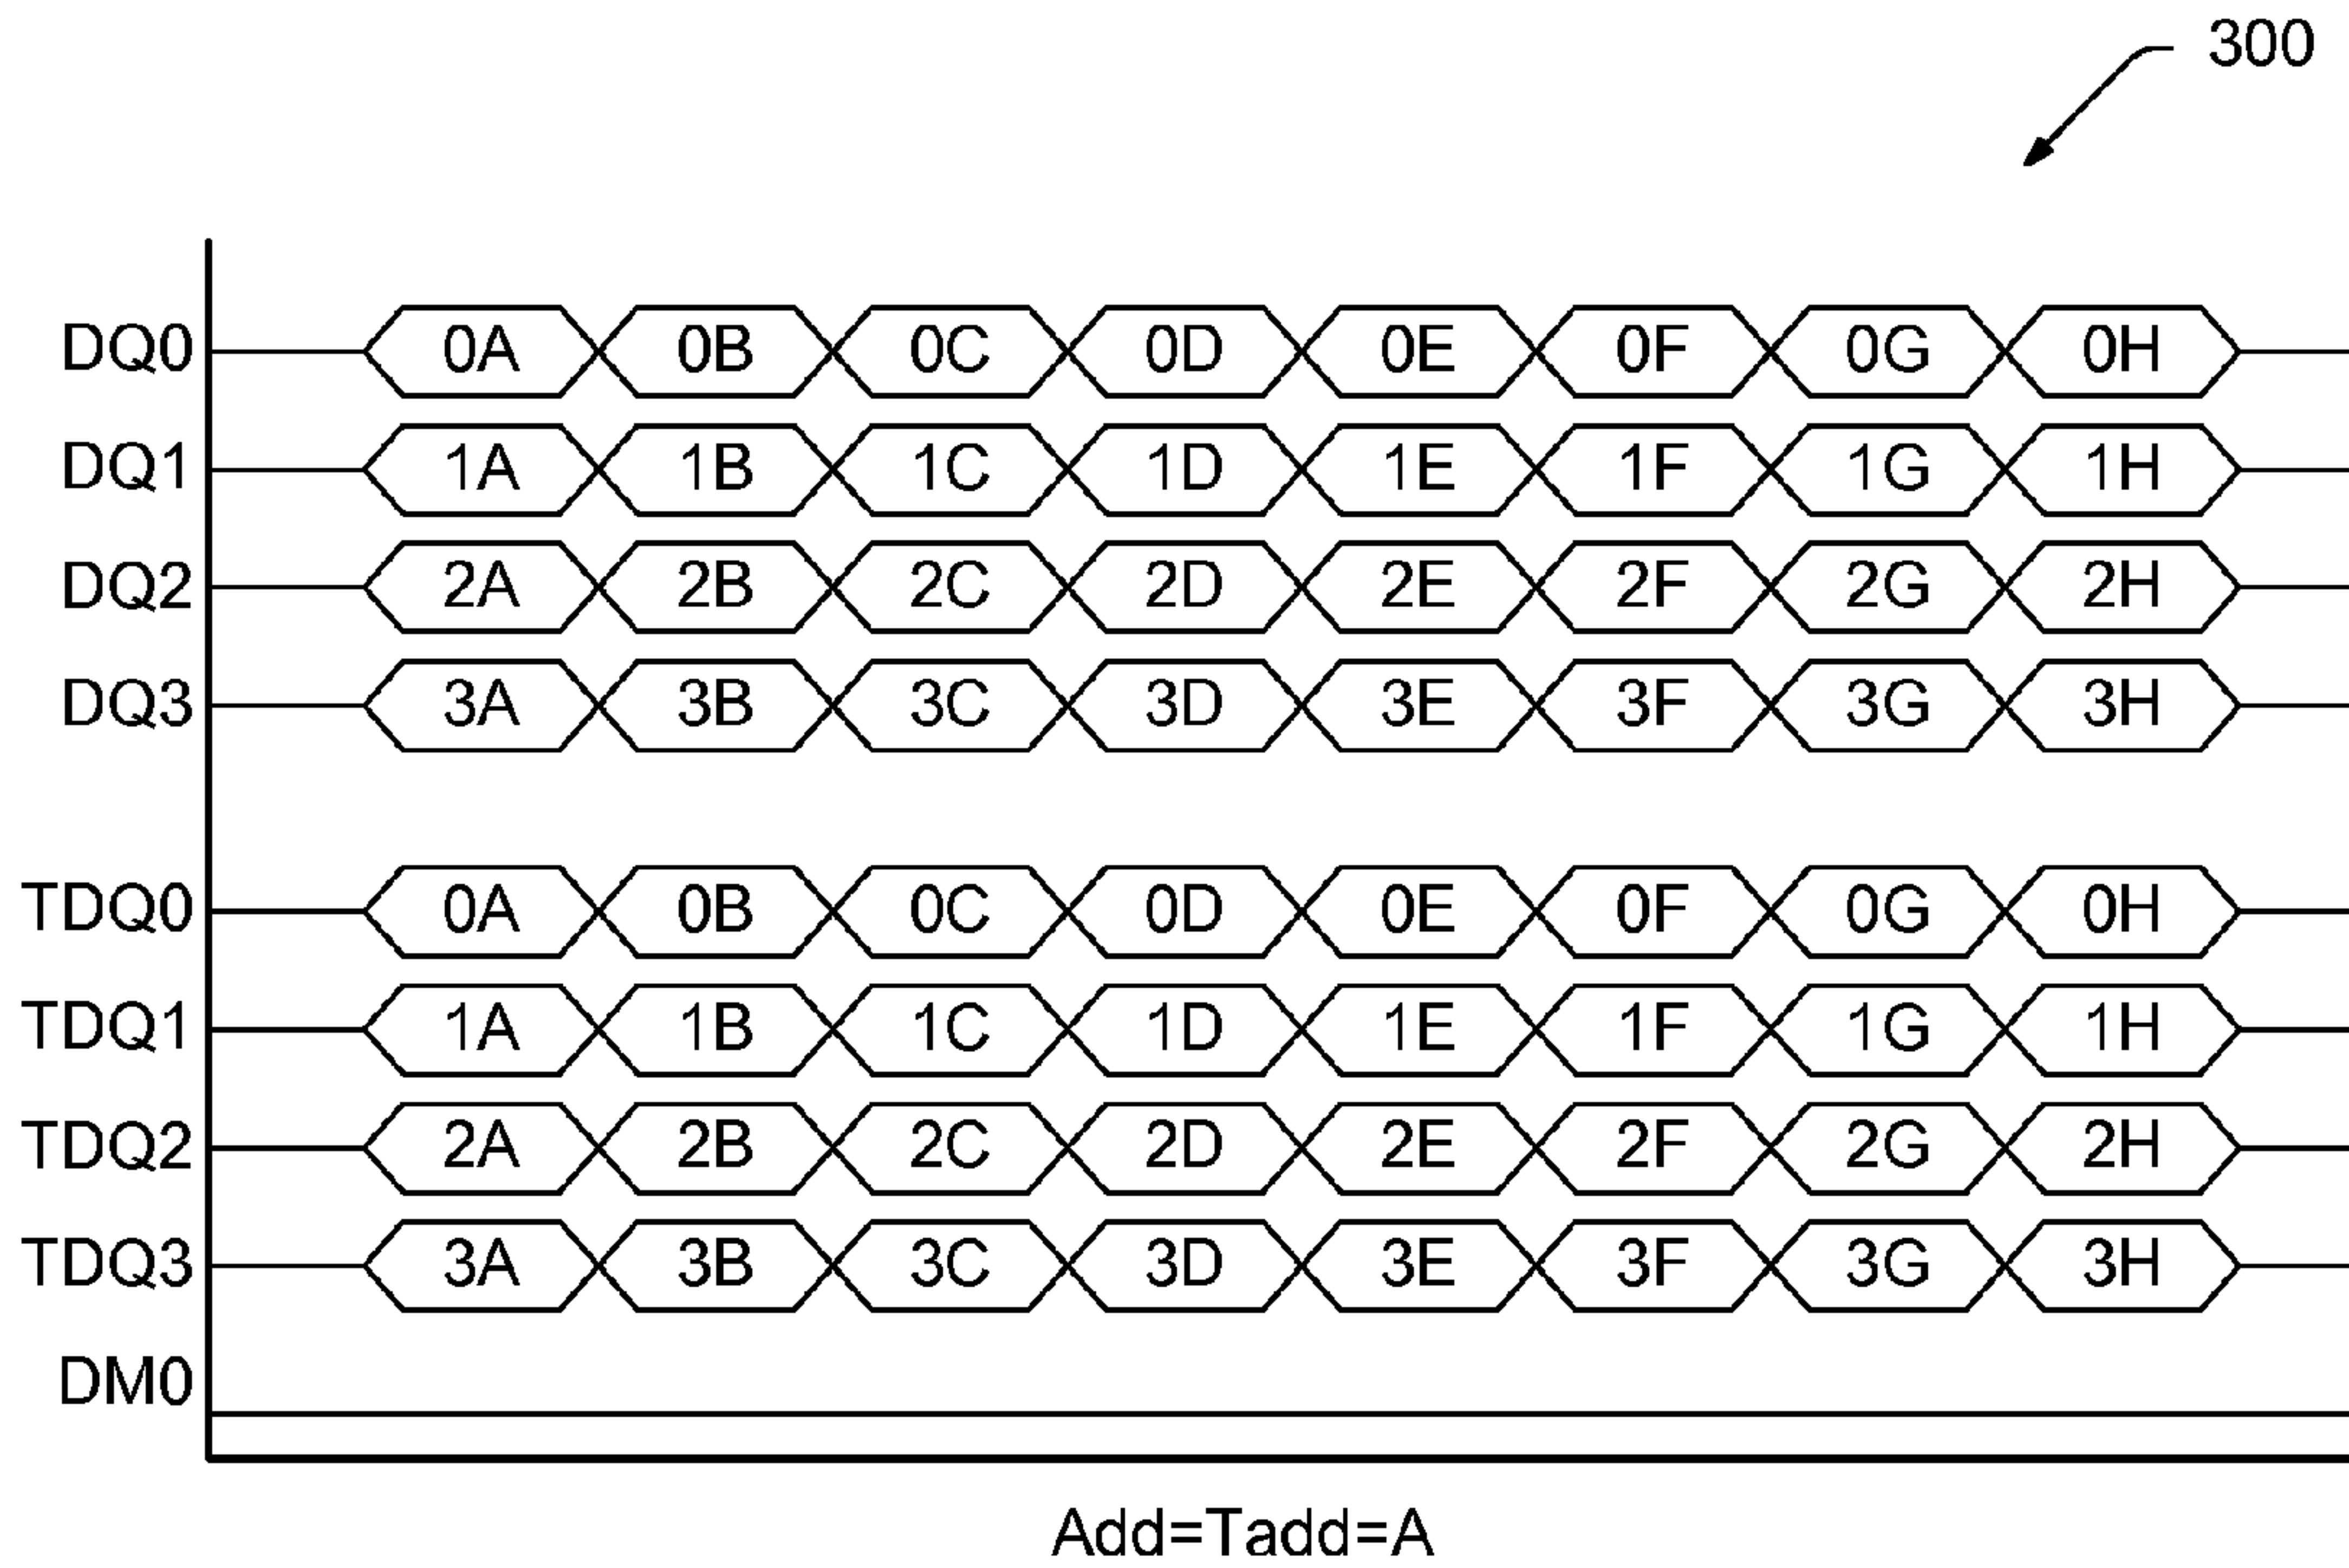 300
DQ0 0A 0B 0C 0D 0E 0F 0G 0H
DQ1 1A 1B 1C 1D 1E 1F 1G 1H
DQ2 2A 2B 2C 2D 2E 2F 2G 2H
DQ3 3A 3B 3C 3D 3E 3F 3G 3H
TDQ0 0A 0B 0C 0D 0E 0F 0G 0H
TDQ1 1A 1B 1C 1D 1E 1F 1G 1H
TDQ2 2A 2B 2C 2D 2E 2F 2G 2H
TDQ3 3A 3B 3C 3D 3E 3F 3G 3H
DM0
Add=Tadd=A